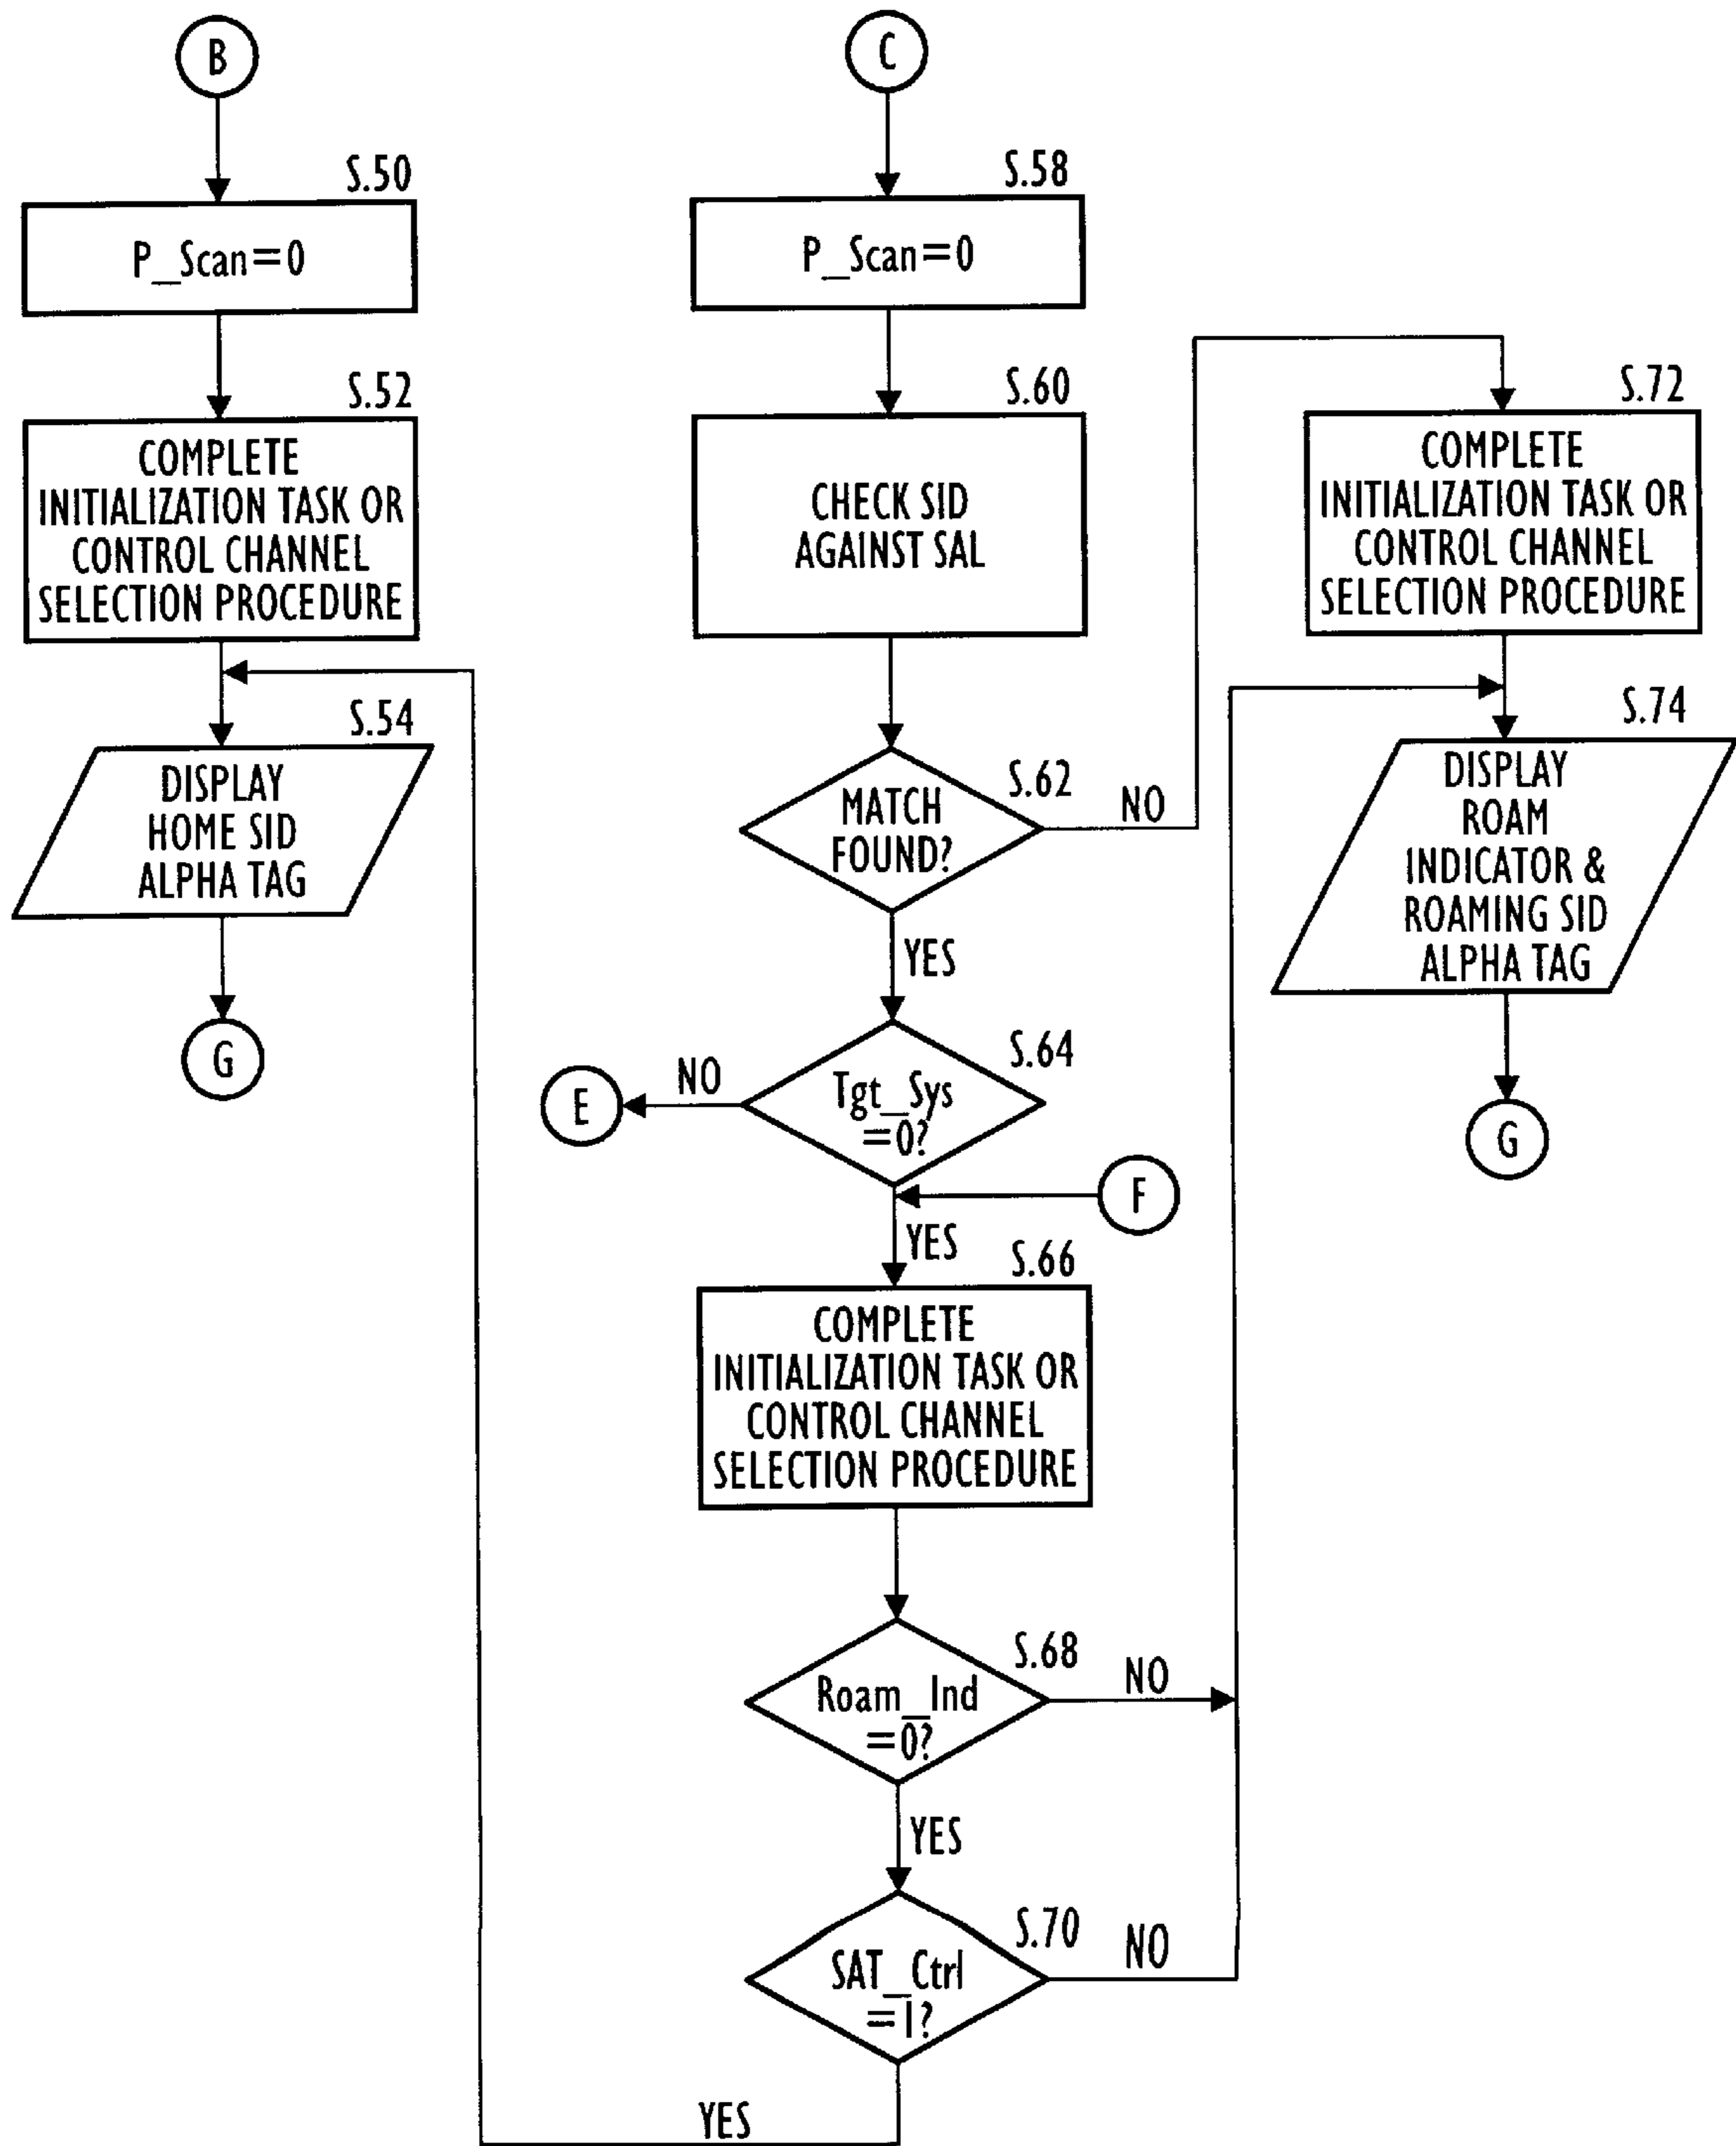 B
S.50
P_Scan=0
S.52
COMPLETE
INITIALIZATION TASK OR
CONTROL CHANNEL
SELECTION PROCEDURE
S.54
DISPLAY
HOME SID
ALPHA TAG
G
C
S.58
P_Scan=0
S.60
CHECK SID
AGAINST SAL
S.62
MATCH
FOUND?
NO
YES
S.64
Tgt_Sys
=0?
NO
E
F
YES
S.66
COMPLETE
INITIALIZATION TASK OR
CONTROL CHANNEL
SELECTION PROCEDURE
S.68
Roam_Ind
=0?
NO
YES
S.70
SAT_Ctrl
=1?
NO
YES
S.72
COMPLETE
INITIALIZATION TASK OR
CONTROL CHANNEL
SELECTION PROCEDURE
S.74
DISPLAY
ROAM
INDICATOR &
ROAMING SID
ALPHA TAG
G